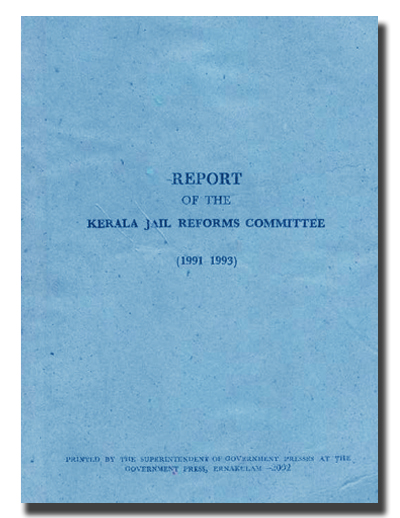 REPORT
OF THE
KERALA JAIL REFORMS COMMITTEE
(1991 1993)
PRINTED BY THE SUPERINTENDENT OF GOVERNMENT PRESSES AT THE
GOVERNMENT PRESS, ERNAKULAM -2002